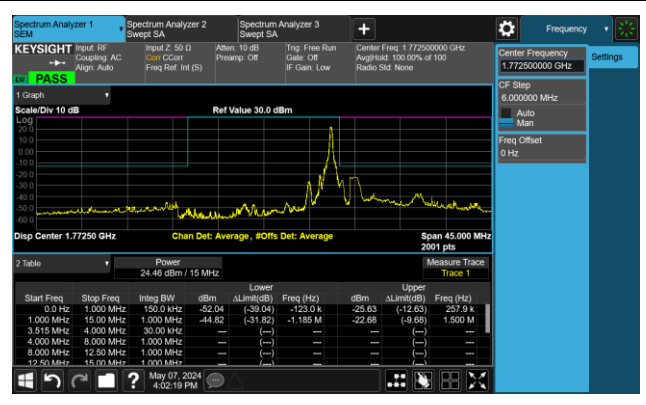 Spectrum Analyzer 1
SEM
Spectrum Analyzer 2
Swept SA
Spectrum Analyzer 3
Swept SA
Frequency
KEYSIGHT
Input: RF
Coupling: AC
Align: Auto
Input Z: 50 Ω
Corr CCorr
Freq Ref: Int (S)
Atten: 10 dB
Preamp: Off
Trig: Free Run
Gate: Off
IF Gain: Low
Center Freq: 1.772500000 GHz
Avg|Hold: 100.00% of 100
Radio Std: None
PASS
1 Graph
Scale/Div 10 dB
Ref Value 30.0 dBm
Log
20.0
10.0
0.00
-10.0
-20.0
-30.0
-40.0
-50.0
-60.0
Disp Center 1.77250 GHz
Chan Det: Average, #Offs Det: Average
Span 45.000 MHz
2001 pts
2 Table
Power
24.46 dBm / 15 MHz
Measure Trace
Trace 1
Lower Upper
Start Freq Stop Freq Integ BW dBm ΔLimit(dB) Freq (Hz) dBm ΔLimit(dB) Freq (Hz)
0.0 Hz 1.000 MHz 150.0 kHz -52.04 (-39.04) -123.0 k -25.63 (-12.63) 257.9 k
1.000 MHz 15.00 MHz 1.000 MHz -44.82 (-31.82) -1.185 M -22.68 (-9.68) 1.500 M
3.515 MHz 4.000 MHz 30.00 kHz --- (---) --- --- (---) ---
4.000 MHz 8.000 MHz 1.000 MHz --- (---) --- --- (---) ---
8.000 MHz 12.50 MHz 1.000 MHz --- (---) --- --- (---) ---
12.50 MHz 15.00 MHz 1.000 MHz --- (---) --- --- (---) ---
May 07, 2024
4:02:19 PM
Center Frequency
1.772500000 GHz
Settings
CF Step
6.000000 MHz
Auto
Man
Freq Offset
0 Hz